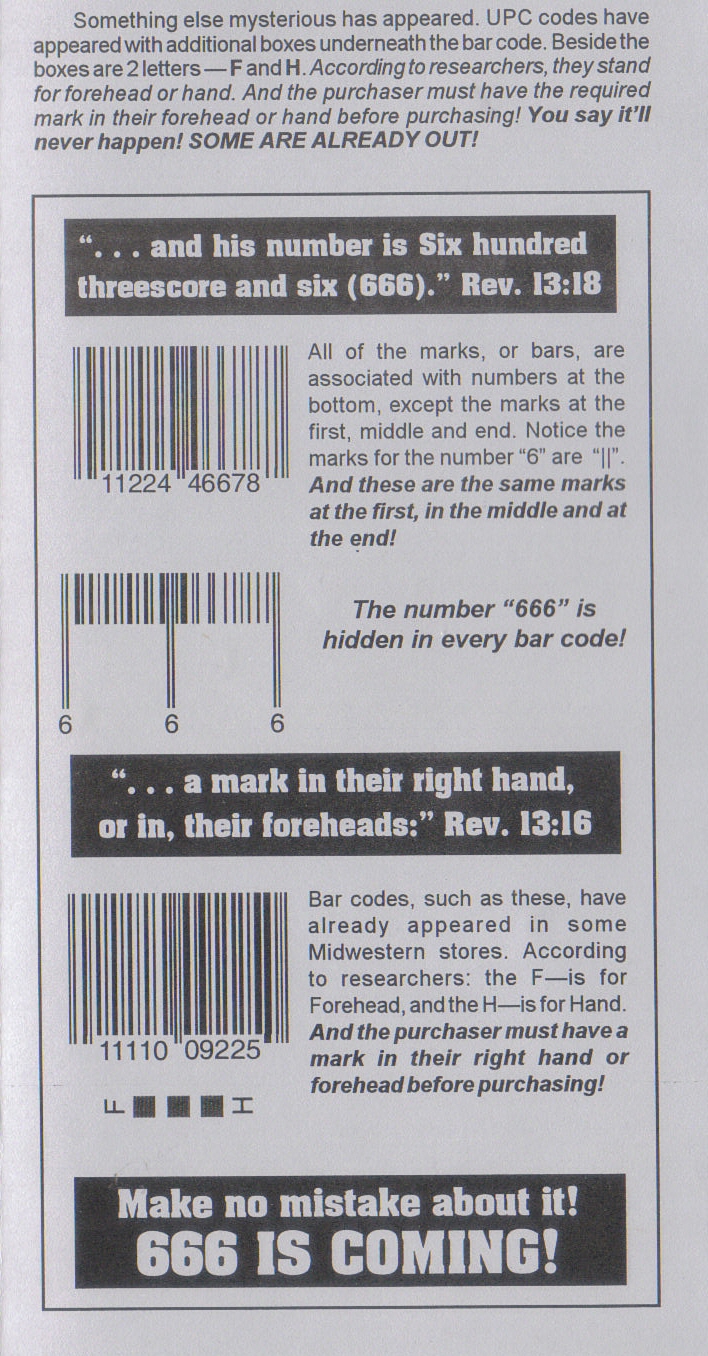 Something else mysterious has appeared. UPC codes have
appeared with additional boxes underneath the bar code. Beside the
boxes are 2 letters — F and H. According to researchers, they stand
for forehead or hand. And the purchaser must have the required
mark in their forehead or hand before purchasing! You say it'll
never happen! SOME ARE ALREADY OUT!
“. . . and his number is Six hundred
threescore and six (666).” Rev. 13:18
All of the marks, or bars, are
associated with numbers at the
bottom, except the marks at the
first, middle and end. Notice the
marks for the number “6” are “||”.
And these are the same marks
at the first, in the middle and at
the end!
11224 46678
The number “666” is
hidden in every bar code!
6 6 6
“. . . a mark in their right hand,
or in, their foreheads:” Rev. 13:16
Bar codes, such as these, have
already appeared in some
Midwestern stores. According
to researchers: the F—is for
Forehead, and the H—is for Hand.
And the purchaser must have a
mark in their right hand or
forehead before purchasing!
11110 09225
F H
Make no mistake about it!
666 IS COMING!